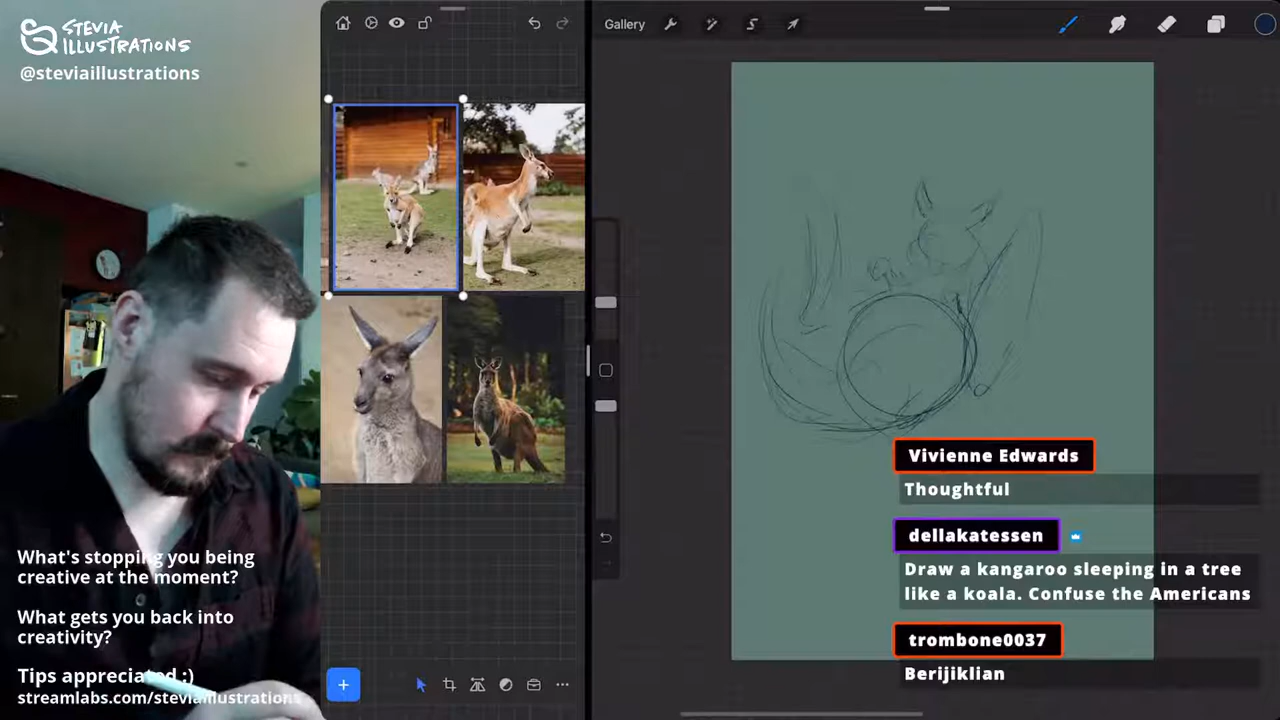 STEVIA
ILLUSTRATIONS
@steviaillustrations
What's stopping you being
creative at the moment?
What gets you back into
creativity?
Tips appreciated :)
streamlabs.com/steviaillustrations
Gallery
Vivienne Edwards
Thoughtful
dellakatessen
Draw a kangaroo sleeping in a tree
like a koala. Confuse the Americans
trombone0037
Berijiklian